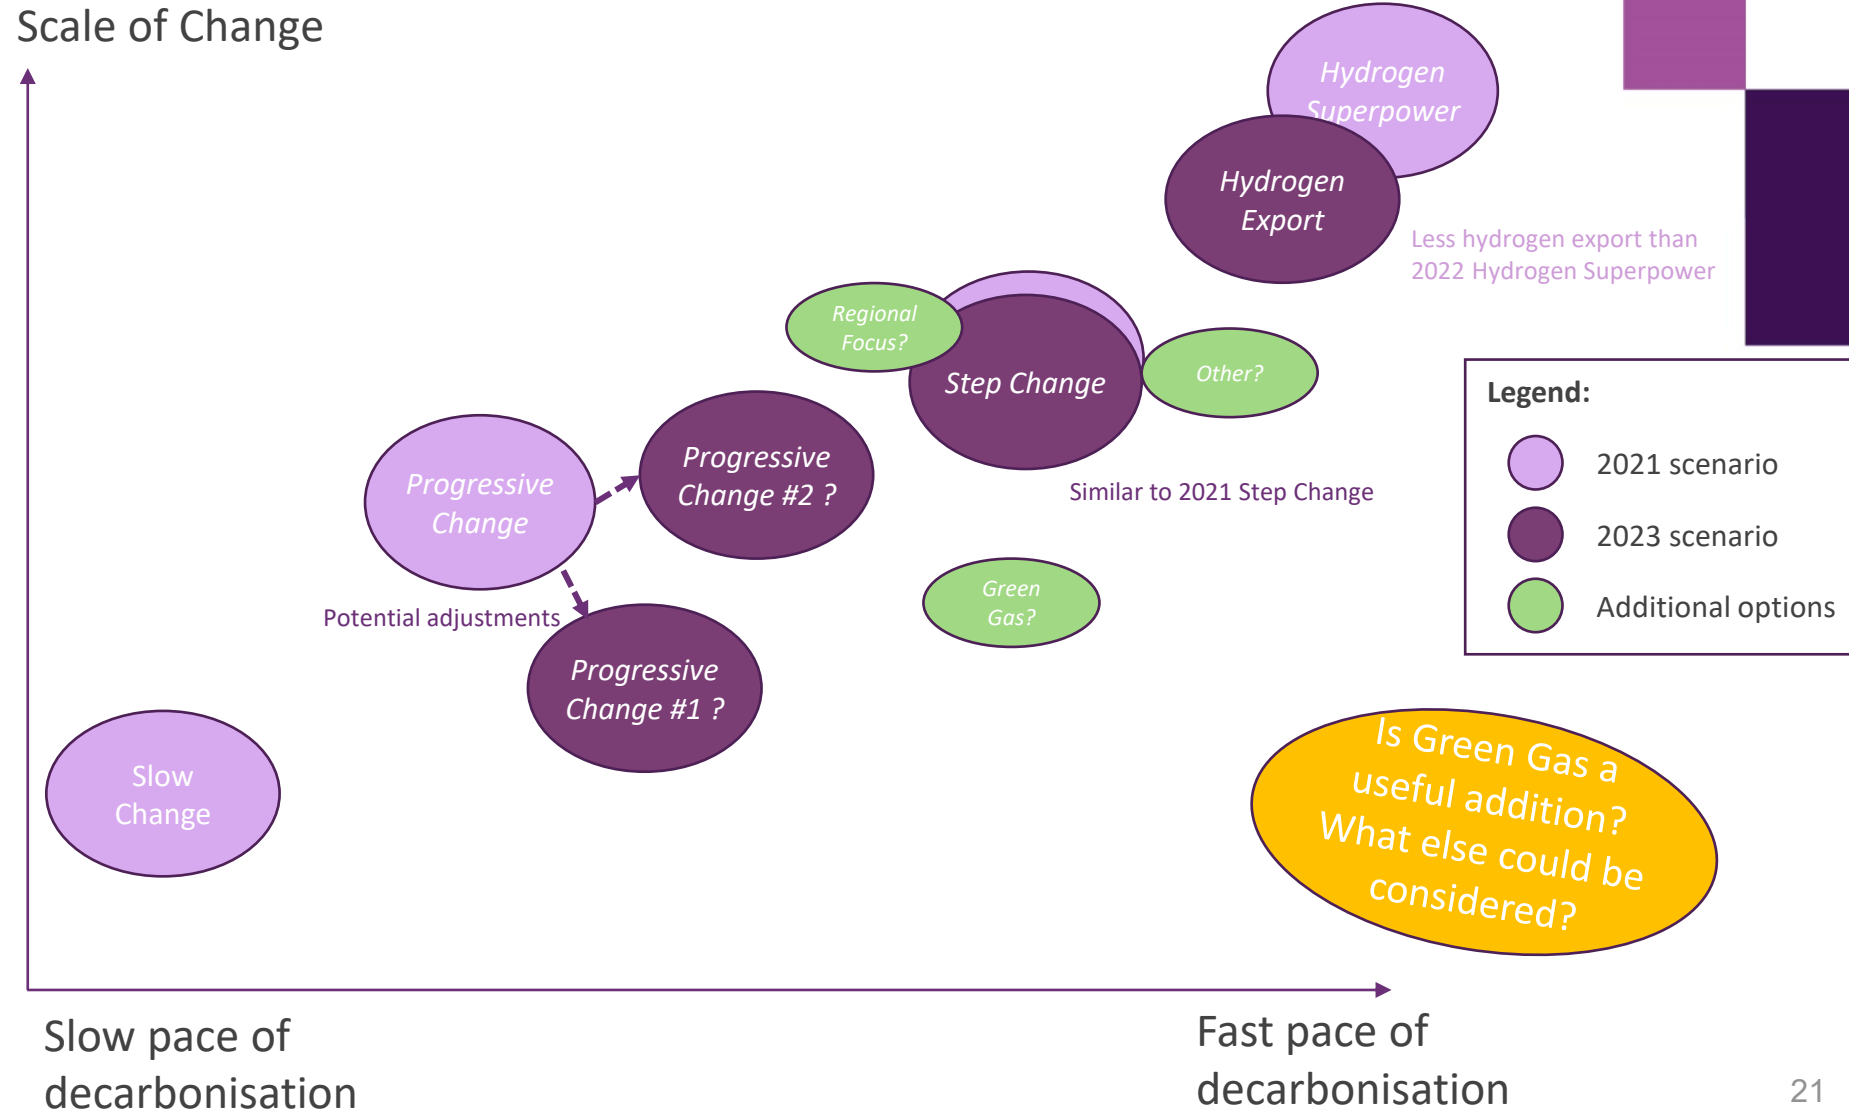 Scale of Change
Hydrogen
Superpower
Hydrogen
Export
Less hydrogen export than
2022 Hydrogen Superpower
Regional
Focus?
Step Change
Other?
Similar to 2021 Step Change
Progressive
Change
Progressive
Change #2 ?
Potential adjustments
Progressive
Change #1 ?
Green
Gas?
Slow
Change
Legend:
2021 scenario
2023 scenario
Additional options
Is Green Gas a
useful addition?
What else could be
considered?
Slow pace of
decarbonisation
Fast pace of
decarbonisation
21